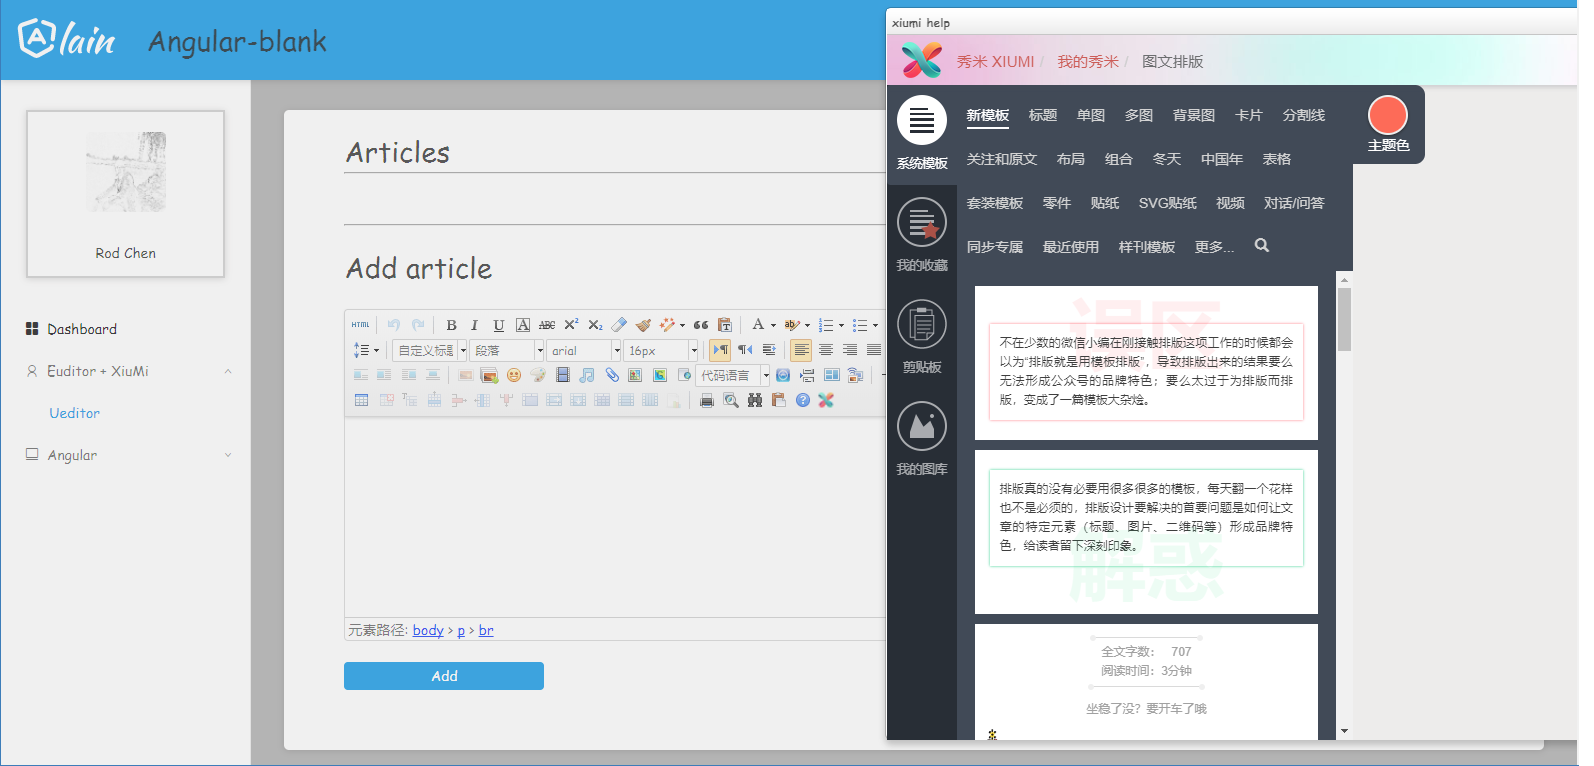 Alain Angular-blank
Rod Chen
Dashboard
Euditor + XiuMi
Ueditor
Angular
Articles
Add article
HTML B I U A ABC X² X₂ A ab
自定义标题 段落 arial 16px
代码语言
元素路径: body > p > br
Add
xiumi help
秀米 XIUMI / 我的秀米 / 图文排版
系统模板
我的收藏
剪贴板
我的图库
新模板 标题 单图 多图 背景图 卡片 分割线
关注和原文 布局 组合 冬天 中国年 表格
套装模板 零件 贴纸 SVG贴纸 视频 对话/问答
同步专属 最近使用 样刊模板 更多...
主题色
误区
不在少数的微信小编在刚接触排版这项工作的时候都会
以为“排版就是用模板排版”，导致排版出来的结果要么
无法形成公众号的品牌特色；要么太过于为排版而排
版，变成了一篇模板大杂烩。
排版真的没有必要用很多很多的模板，每天翻一个花样
也不是必须的，排版设计要解决的首要问题是如何让文
章的特定元素（标题、图片、二维码等）形成品牌特
色，给读者留下深刻印象。
解惑
全文字数： 707
阅读时间：3分钟
坐稳了没？要开车了哦